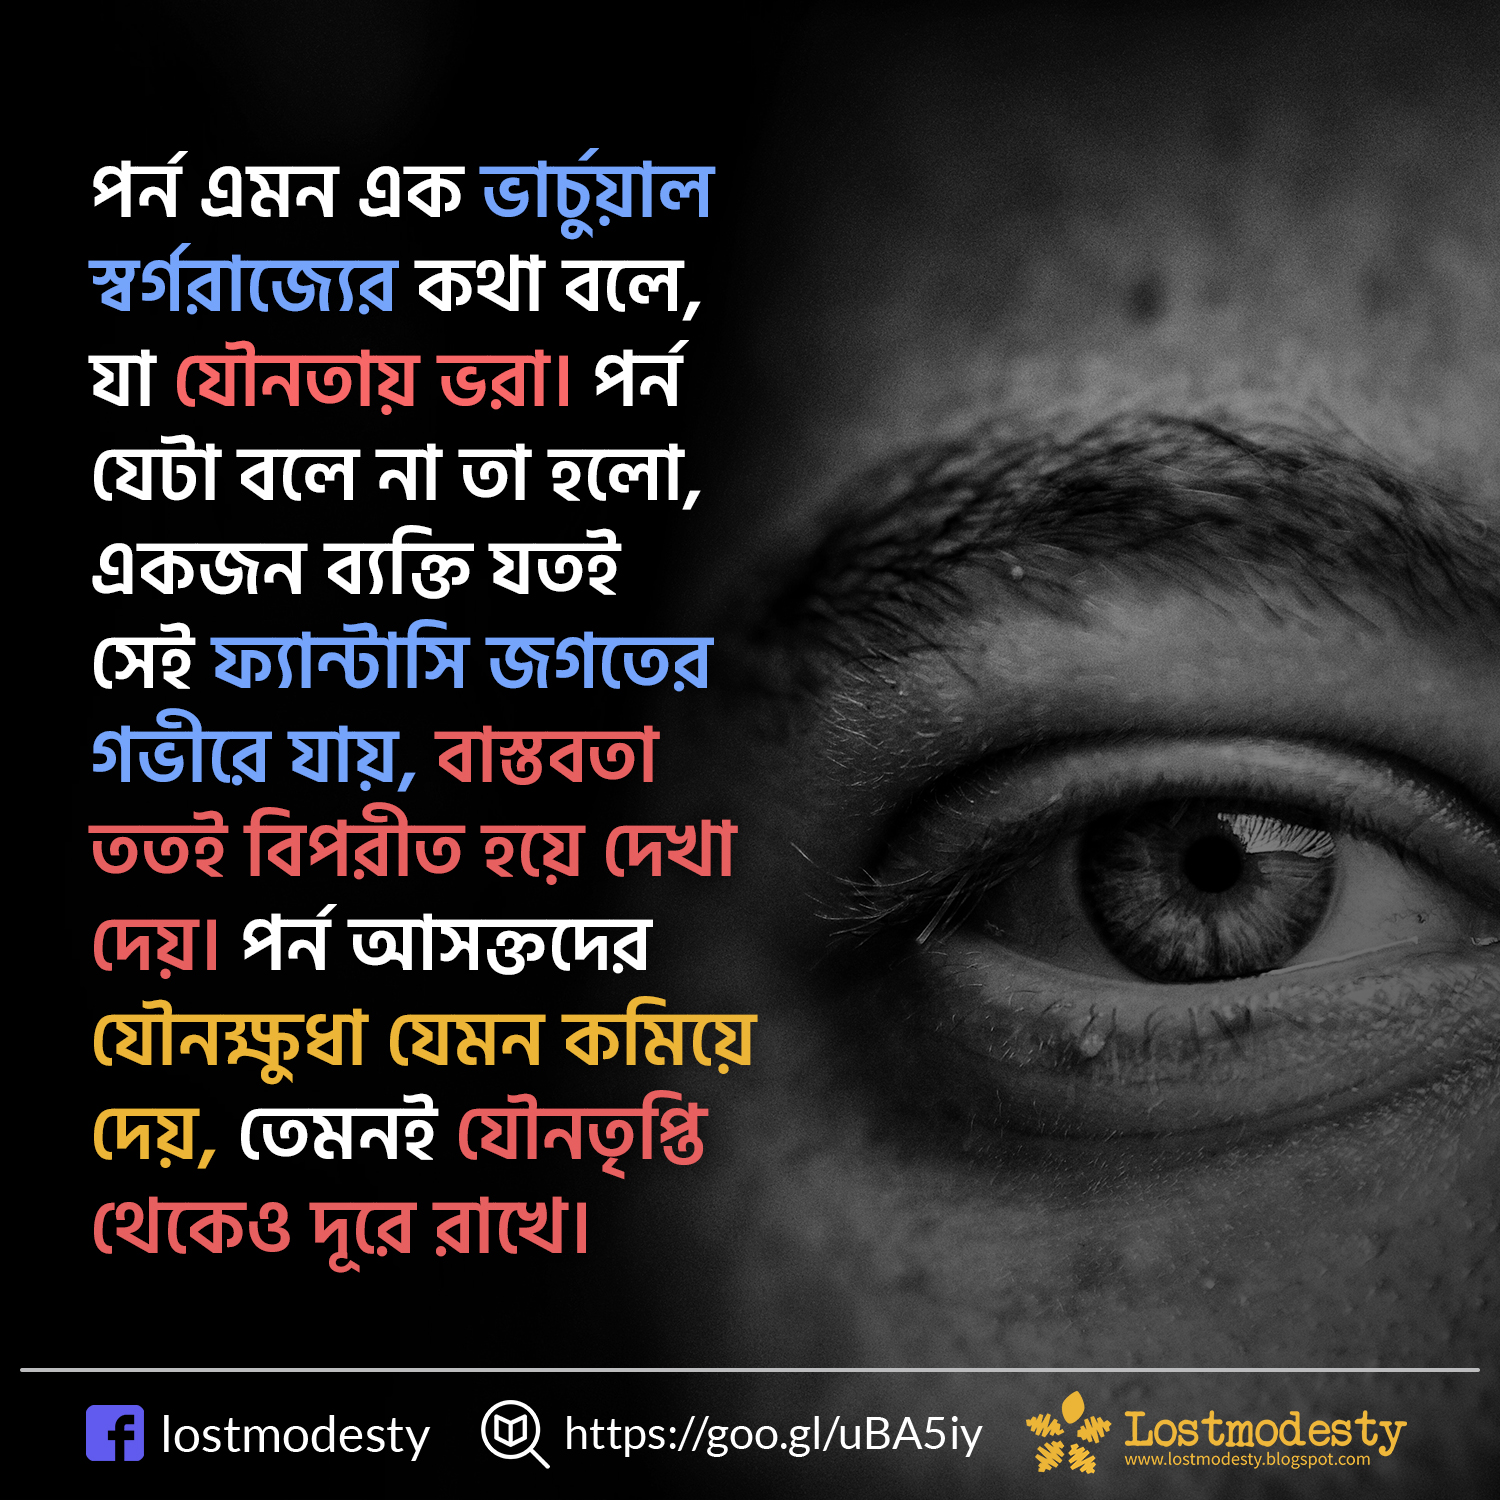 পর্ন এমন এক ভার্চুয়াল
স্বর্গরাজ্যের কথা বলে,
যা যৌনতায় ভরা। পর্ন
যেটা বলে না তা হলো,
একজন ব্যক্তি যতই
সেই ফ্যান্টাসি জগতের
গভীরে যায়, বাস্তবতা
ততই বিপরীত হয়ে দেখা
দেয়। পর্ন আসক্তদের
যৌনক্ষুধা যেমন কমিয়ে
দেয়, তেমনই যৌনতৃপ্তি
থেকেও দূরে রাখে।
lostmodesty
https://goo.gl/uBA5iy
Lostmodesty
www.lostmodesty.blogspot.com